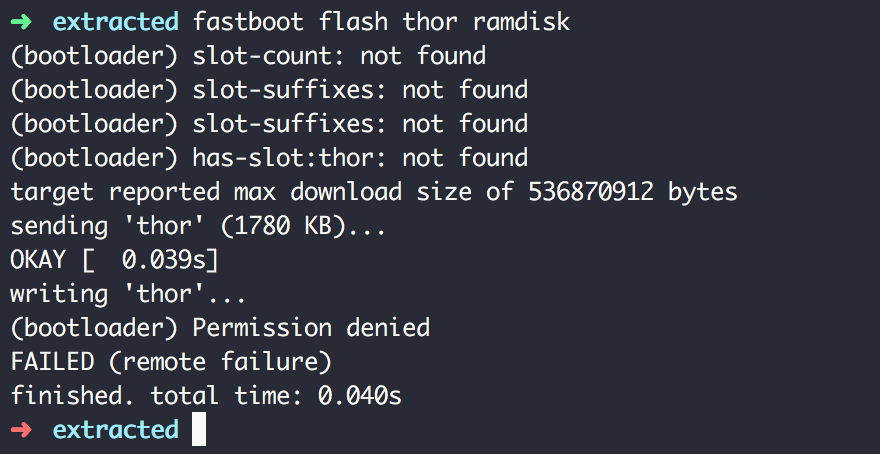 ➜ extracted fastboot flash thor ramdisk
(bootloader) slot-count: not found
(bootloader) slot-suffixes: not found
(bootloader) slot-suffixes: not found
(bootloader) has-slot:thor: not found
target reported max download size of 536870912 bytes
sending 'thor' (1780 KB)...
OKAY [  0.039s]
writing 'thor'...
(bootloader) Permission denied
FAILED (remote failure)
finished. total time: 0.040s
➜ extracted